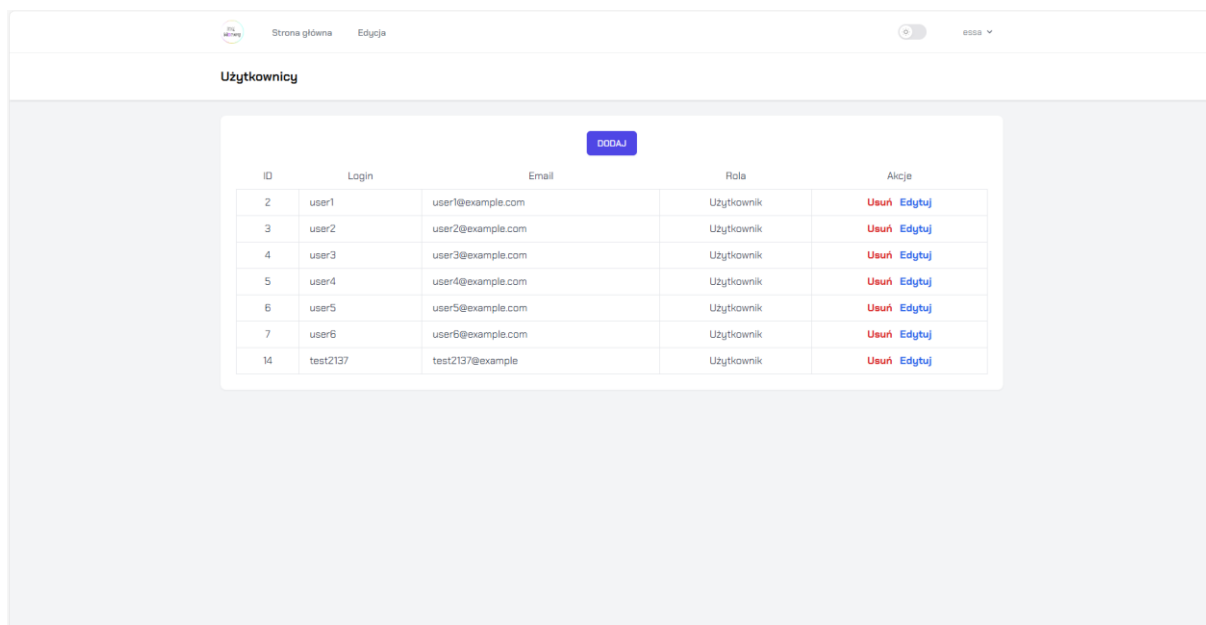 Strona główna Edycja essa
Użytkownicy
DODAJ
ID Login Email Rola Akcje
2 user1 user1@example.com Użytkownik Usuń Edytuj
3 user2 user2@example.com Użytkownik Usuń Edytuj
4 user3 user3@example.com Użytkownik Usuń Edytuj
5 user4 user4@example.com Użytkownik Usuń Edytuj
6 user5 user5@example.com Użytkownik Usuń Edytuj
7 user6 user6@example.com Użytkownik Usuń Edytuj
14 test2137 test2137@example Użytkownik Usuń Edytuj